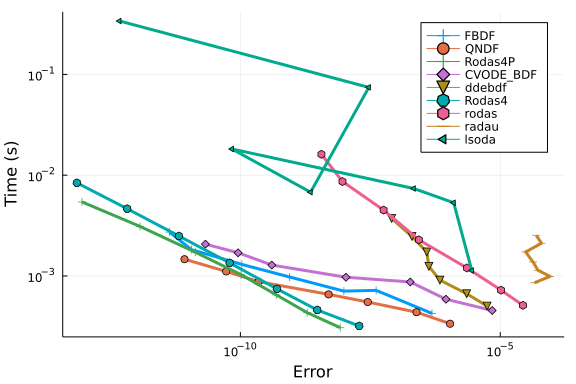 FBDF
QNDF
Rodas4P
CVODE_BDF
ddebdf
Rodas4
rodas
radau
lsoda
10⁻¹
10⁻²
10⁻³
Time (s)
10⁻¹⁰
10⁻⁵
Error